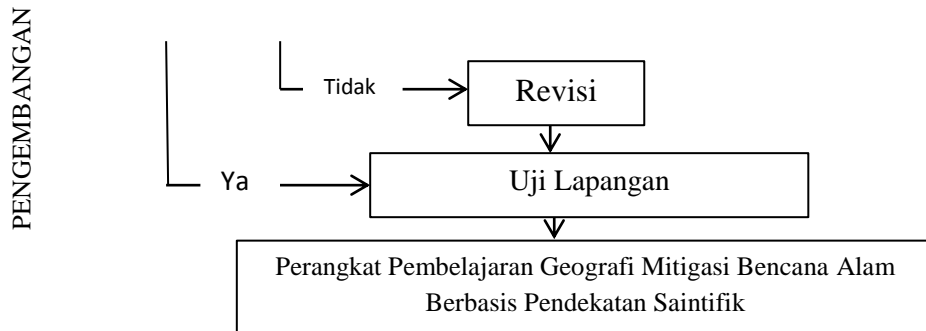 PENGEMBANGAN
Tidak
Revisi
Ya
Uji Lapangan
Perangkat Pembelajaran Geografi Mitigasi Bencana Alam
Berbasis Pendekatan Saintifik